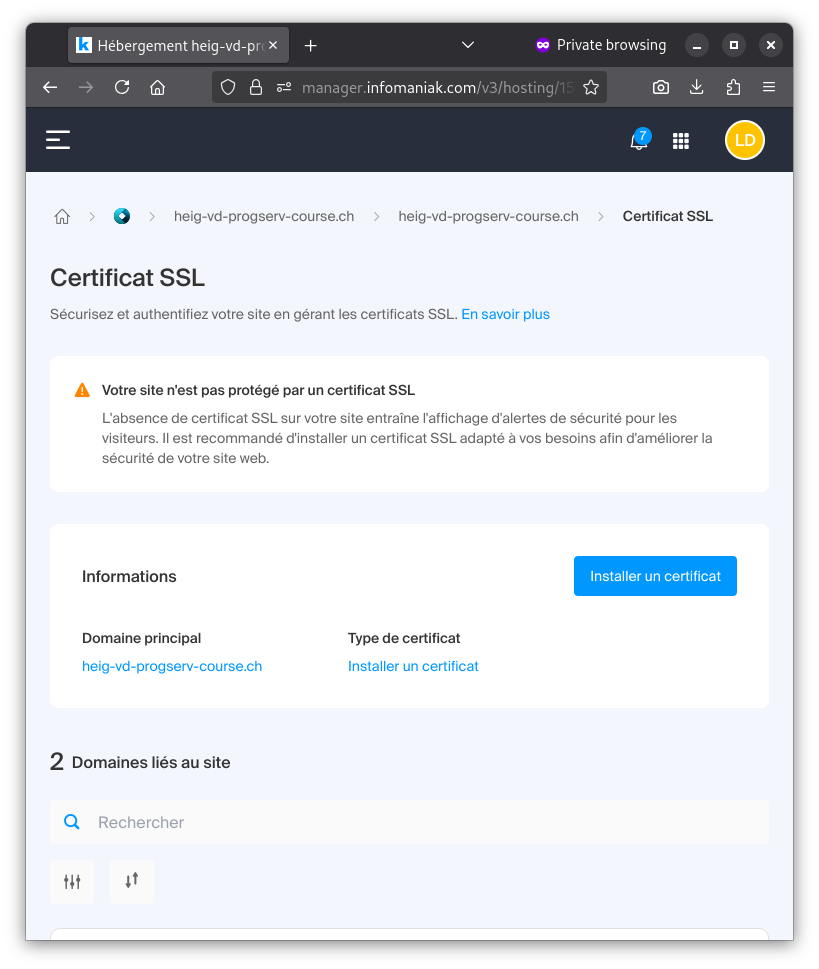 Hébergement heig-vd-pro
Private browsing
manager.infomaniak.com/v3/hosting/15
7
LD
heig-vd-progserv-course.ch
heig-vd-progserv-course.ch
Certificat SSL
Certificat SSL
Sécurisez et authentifiez votre site en gérant les certificats SSL. En savoir plus
Votre site n'est pas protégé par un certificat SSL
L'absence de certificat SSL sur votre site entraîne l'affichage d'alertes de sécurité pour les
visiteurs. Il est recommandé d'installer un certificat SSL adapté à vos besoins afin d'améliorer la
sécurité de votre site web.
Informations
Installer un certificat
Domaine principal
Type de certificat
heig-vd-progserv-course.ch
Installer un certificat
2 Domaines liés au site
Rechercher